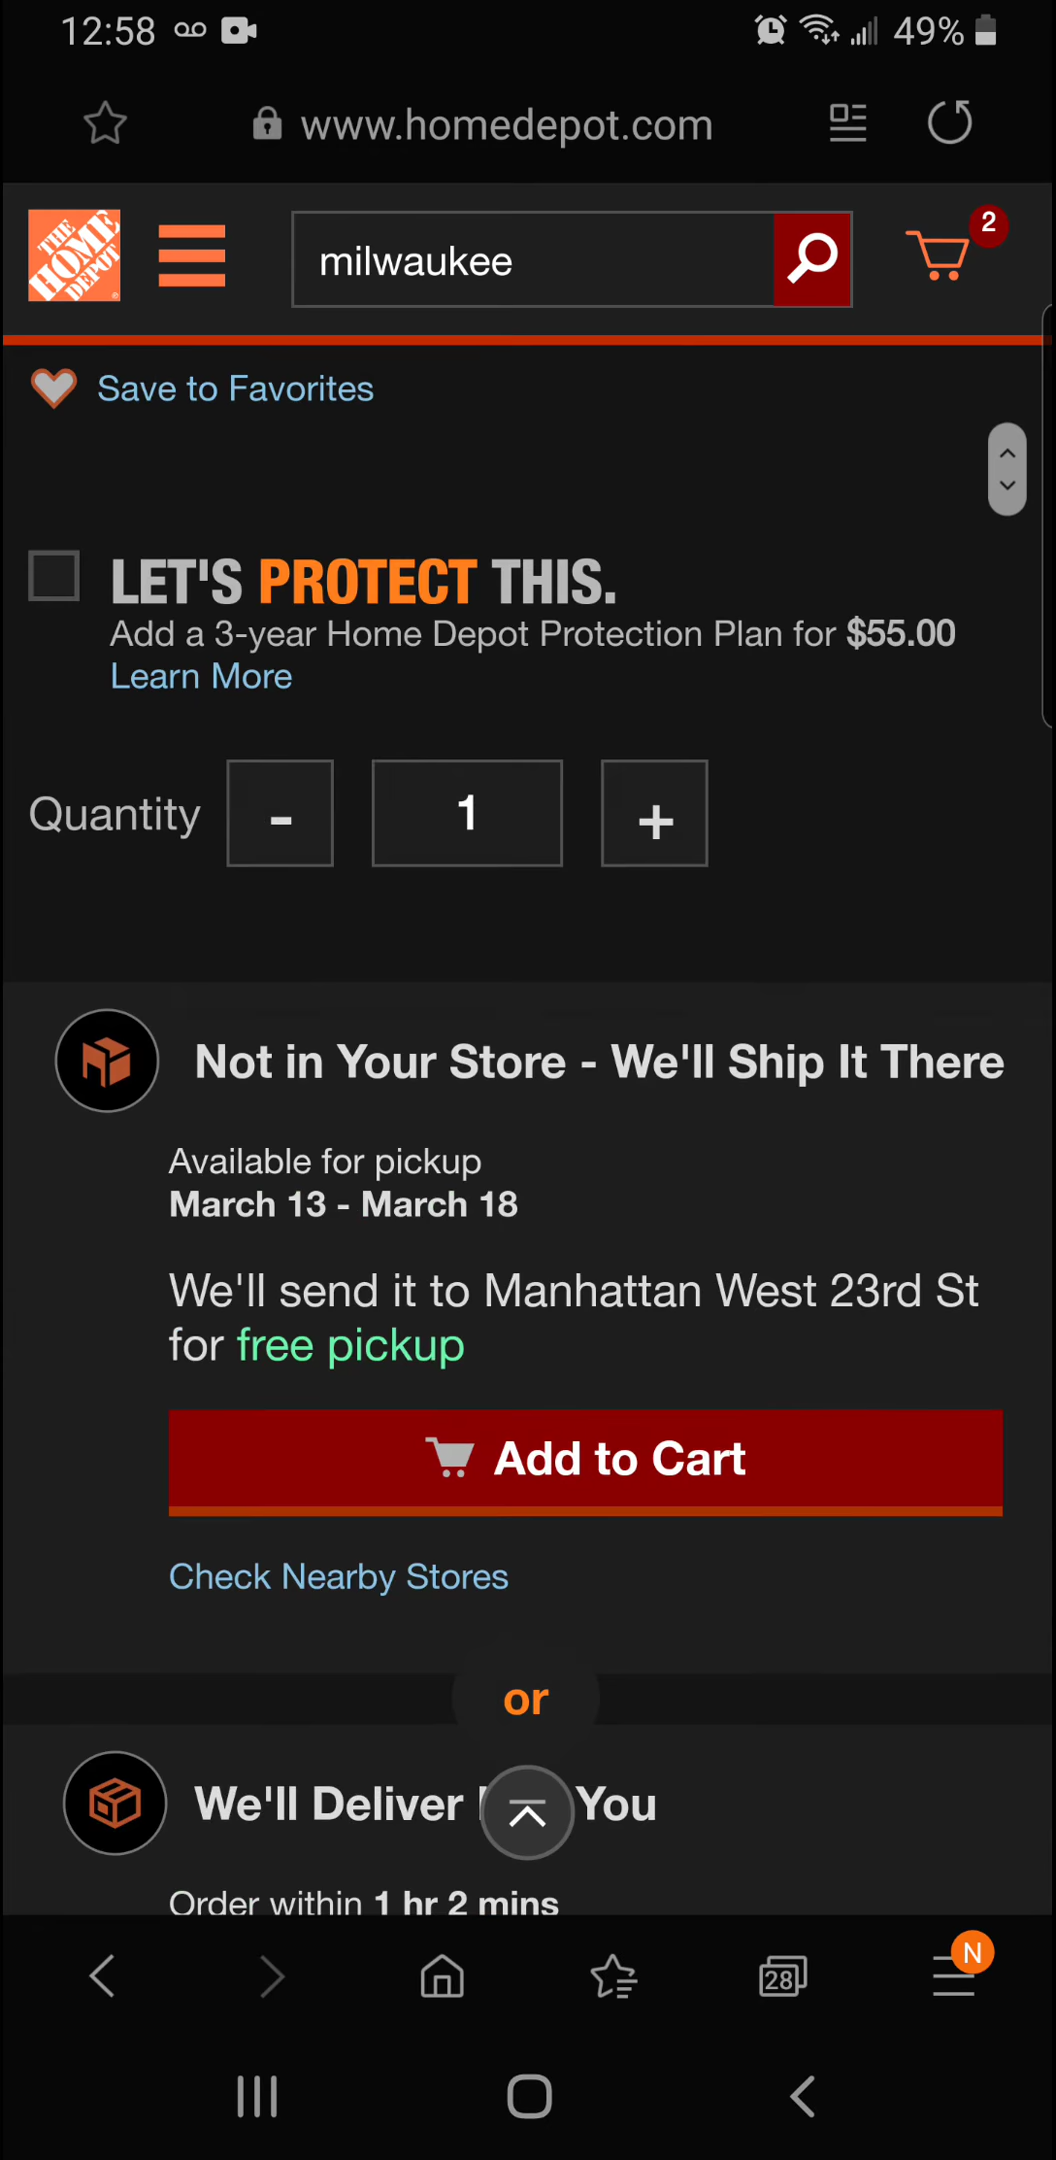 12:58 49%
www.homedepot.com
THE HOME DEPOT
milwaukee
2
Save to Favorites
LET'S PROTECT THIS.
Add a 3-year Home Depot Protection Plan for $55.00
Learn More
Quantity - 1 +
Not in Your Store - We'll Ship It There
Available for pickup
March 13 - March 18
We'll send it to Manhattan West 23rd St
for free pickup
Add to Cart
Check Nearby Stores
or
We'll Deliver You
Order within 1 hr 2 mins
28
N